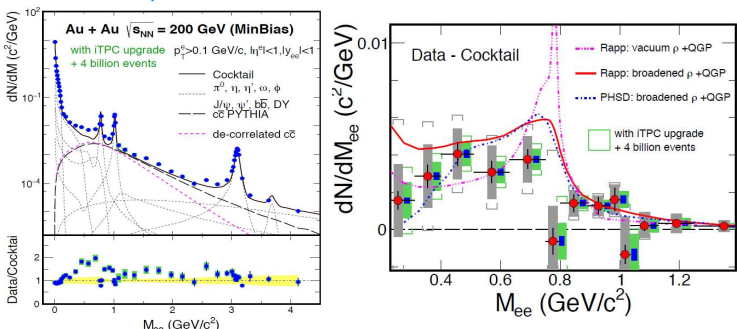 Au + Au √sNN = 200 GeV (MinBias)
with iTPC upgrade
+ 4 billion events
p_T^e>0.1 GeV/c, |η^e|<1, |y_ee|<1
Cocktail
π⁰, η, η', ω, ϕ
J/ψ, ψ', bb̅, DY
cc̅ PYTHIA
de-correlated cc̅
dN/dM (c²/GeV)
10
10⁻¹
10⁻⁴
Data/Cocktail
2
1
0
0 1 2 3 4
M_ee (GeV/c²)
0.01
Data - Cocktail
Rapp: vacuum ρ +QGP
Rapp: broadened ρ +QGP
PHSD: broadened ρ +QGP
with iTPC upgrade
+ 4 billion events
dN/dM_ee (c²/GeV)
0
0.4 0.6 0.8 1 1.2
M_ee (GeV/c²)